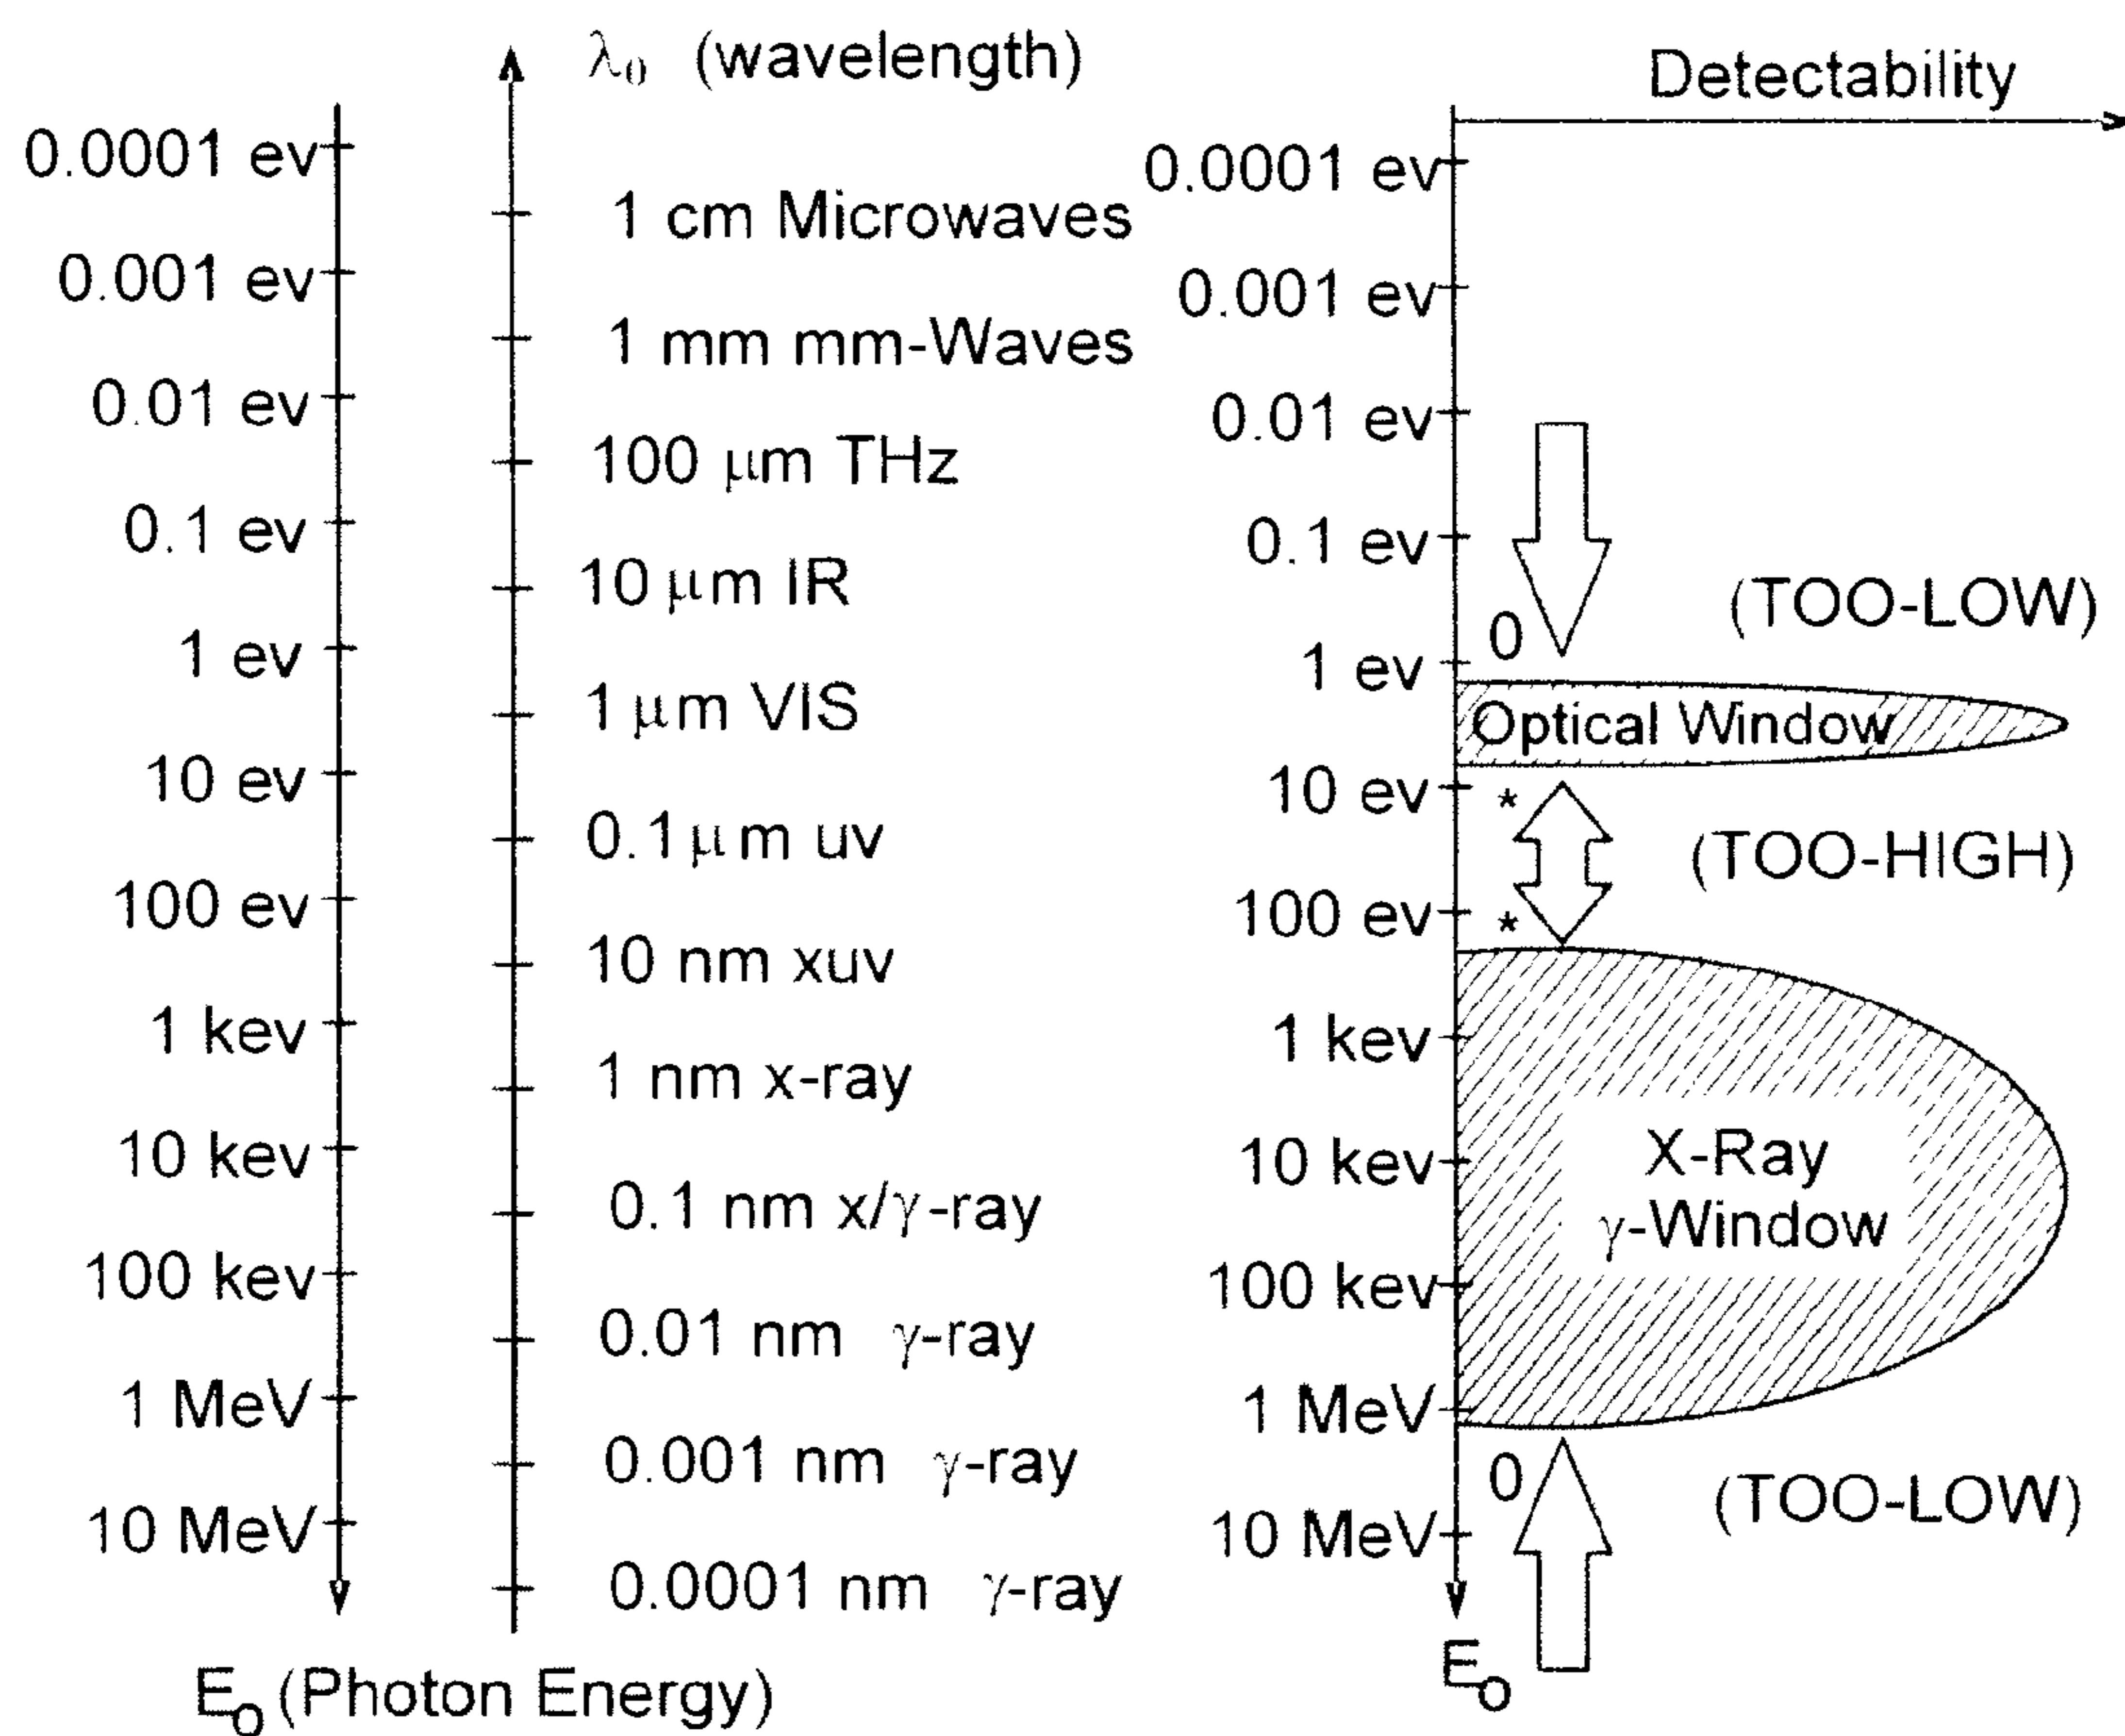 λ₀ (wavelength)
0.0001 ev
0.001 ev
0.01 ev
0.1 ev
1 ev
10 ev
100 ev
1 kev
10 kev
100 kev
1 MeV
10 MeV
E₀ (Photon Energy)
1 cm Microwaves
1 mm mm-Waves
100 μm THz
10 μm IR
1 μm VIS
0.1 μm uv
10 nm xuv
1 nm x-ray
0.1 nm x/γ-ray
0.01 nm γ-ray
0.001 nm γ-ray
0.0001 nm γ-ray
Detectability
0.0001 ev
0.001 ev
0.01 ev
0.1 ev
1 ev
10 ev
100 ev
1 kev
10 kev
100 kev
1 MeV
10 MeV
E₀
0
(TOO-LOW)
Optical Window
*
(TOO-HIGH)
*
X-Ray
γ-Window
0
(TOO-LOW)